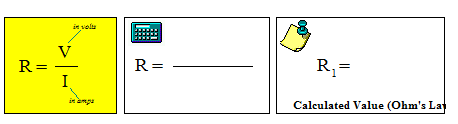 in volts
R = V / I
in amps
R =
R1 =
Calculated Value (Ohm's Law